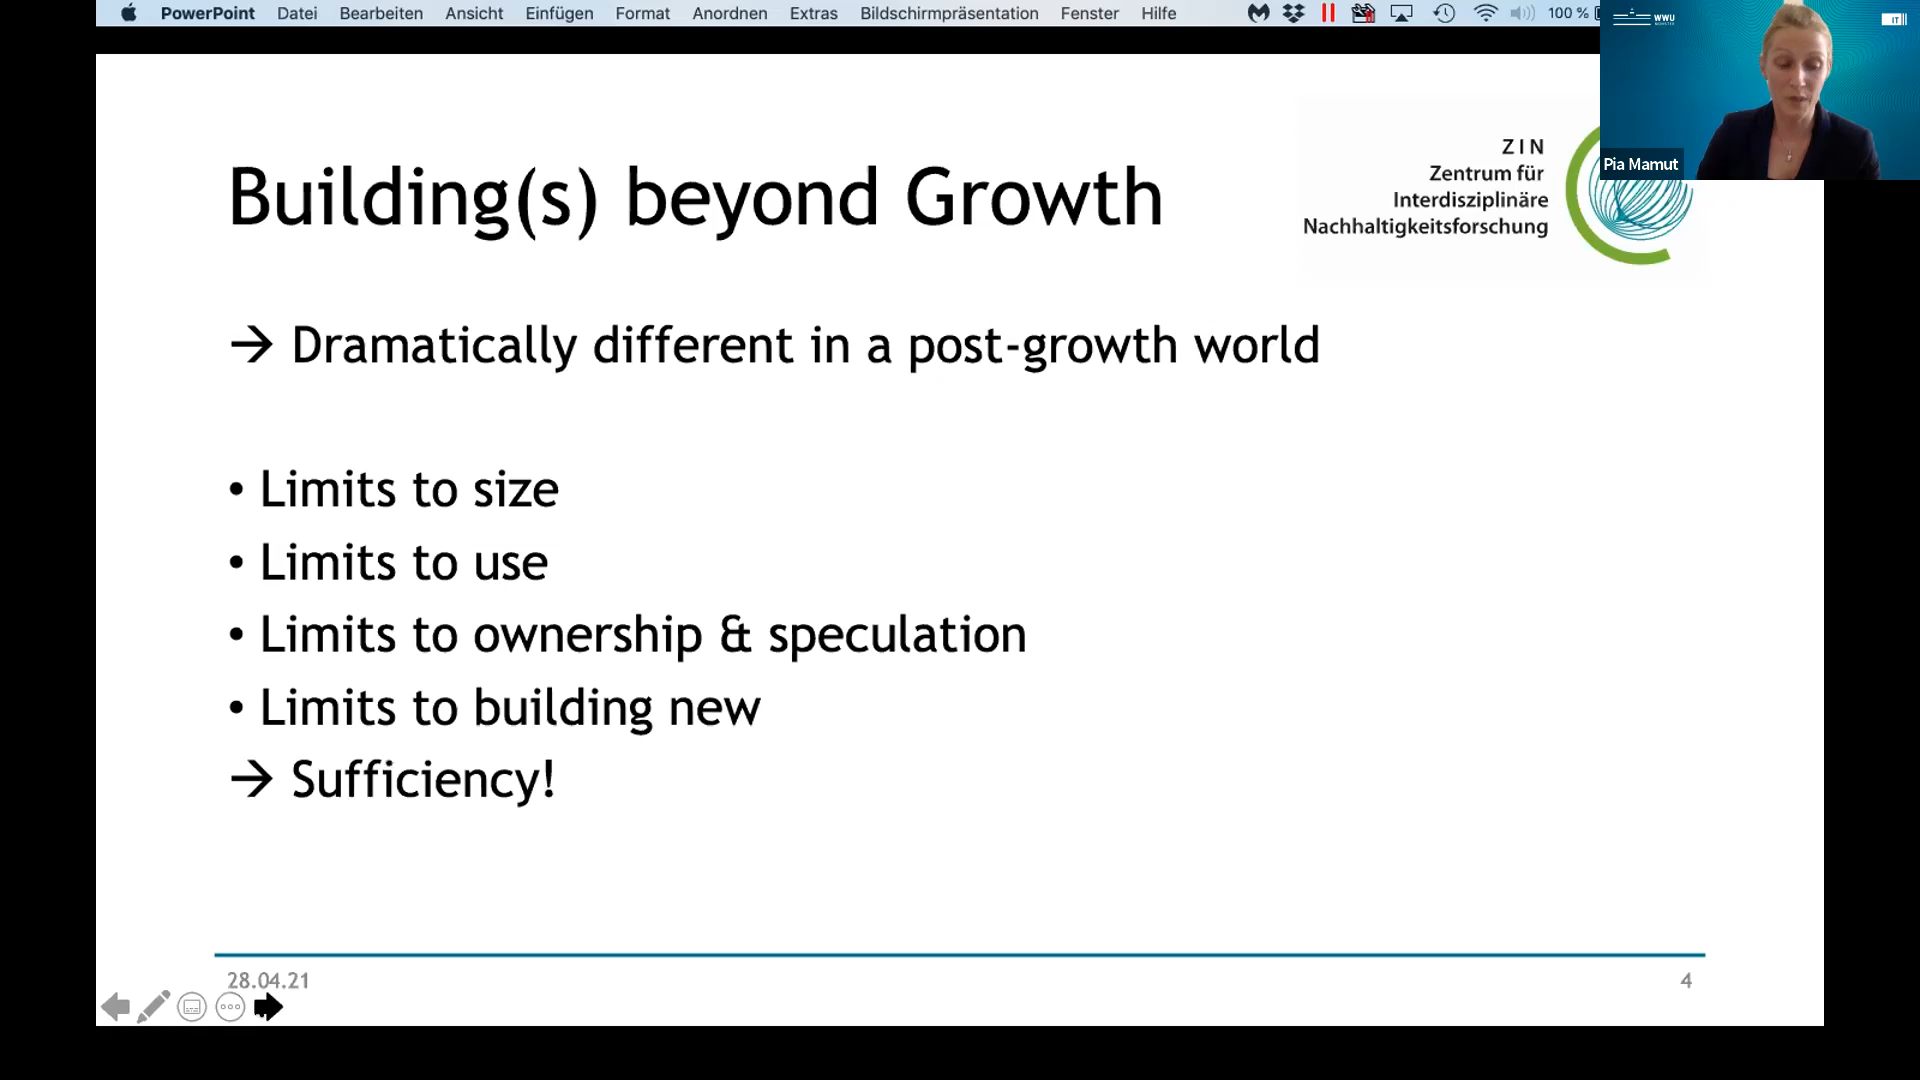 PowerPoint Datei Bearbeiten Ansicht Einfügen Format Anordnen Extras Bildschirmpräsentation Fenster Hilfe 100 %
WWU
MÜNSTER
IT
Pia Mamut
ZIN
Zentrum für
Interdisziplinäre
Nachhaltigkeitsforschung
Building(s) beyond Growth
→ Dramatically different in a post-growth world
• Limits to size
• Limits to use
• Limits to ownership & speculation
• Limits to building new
→ Sufficiency!
28.04.21
4